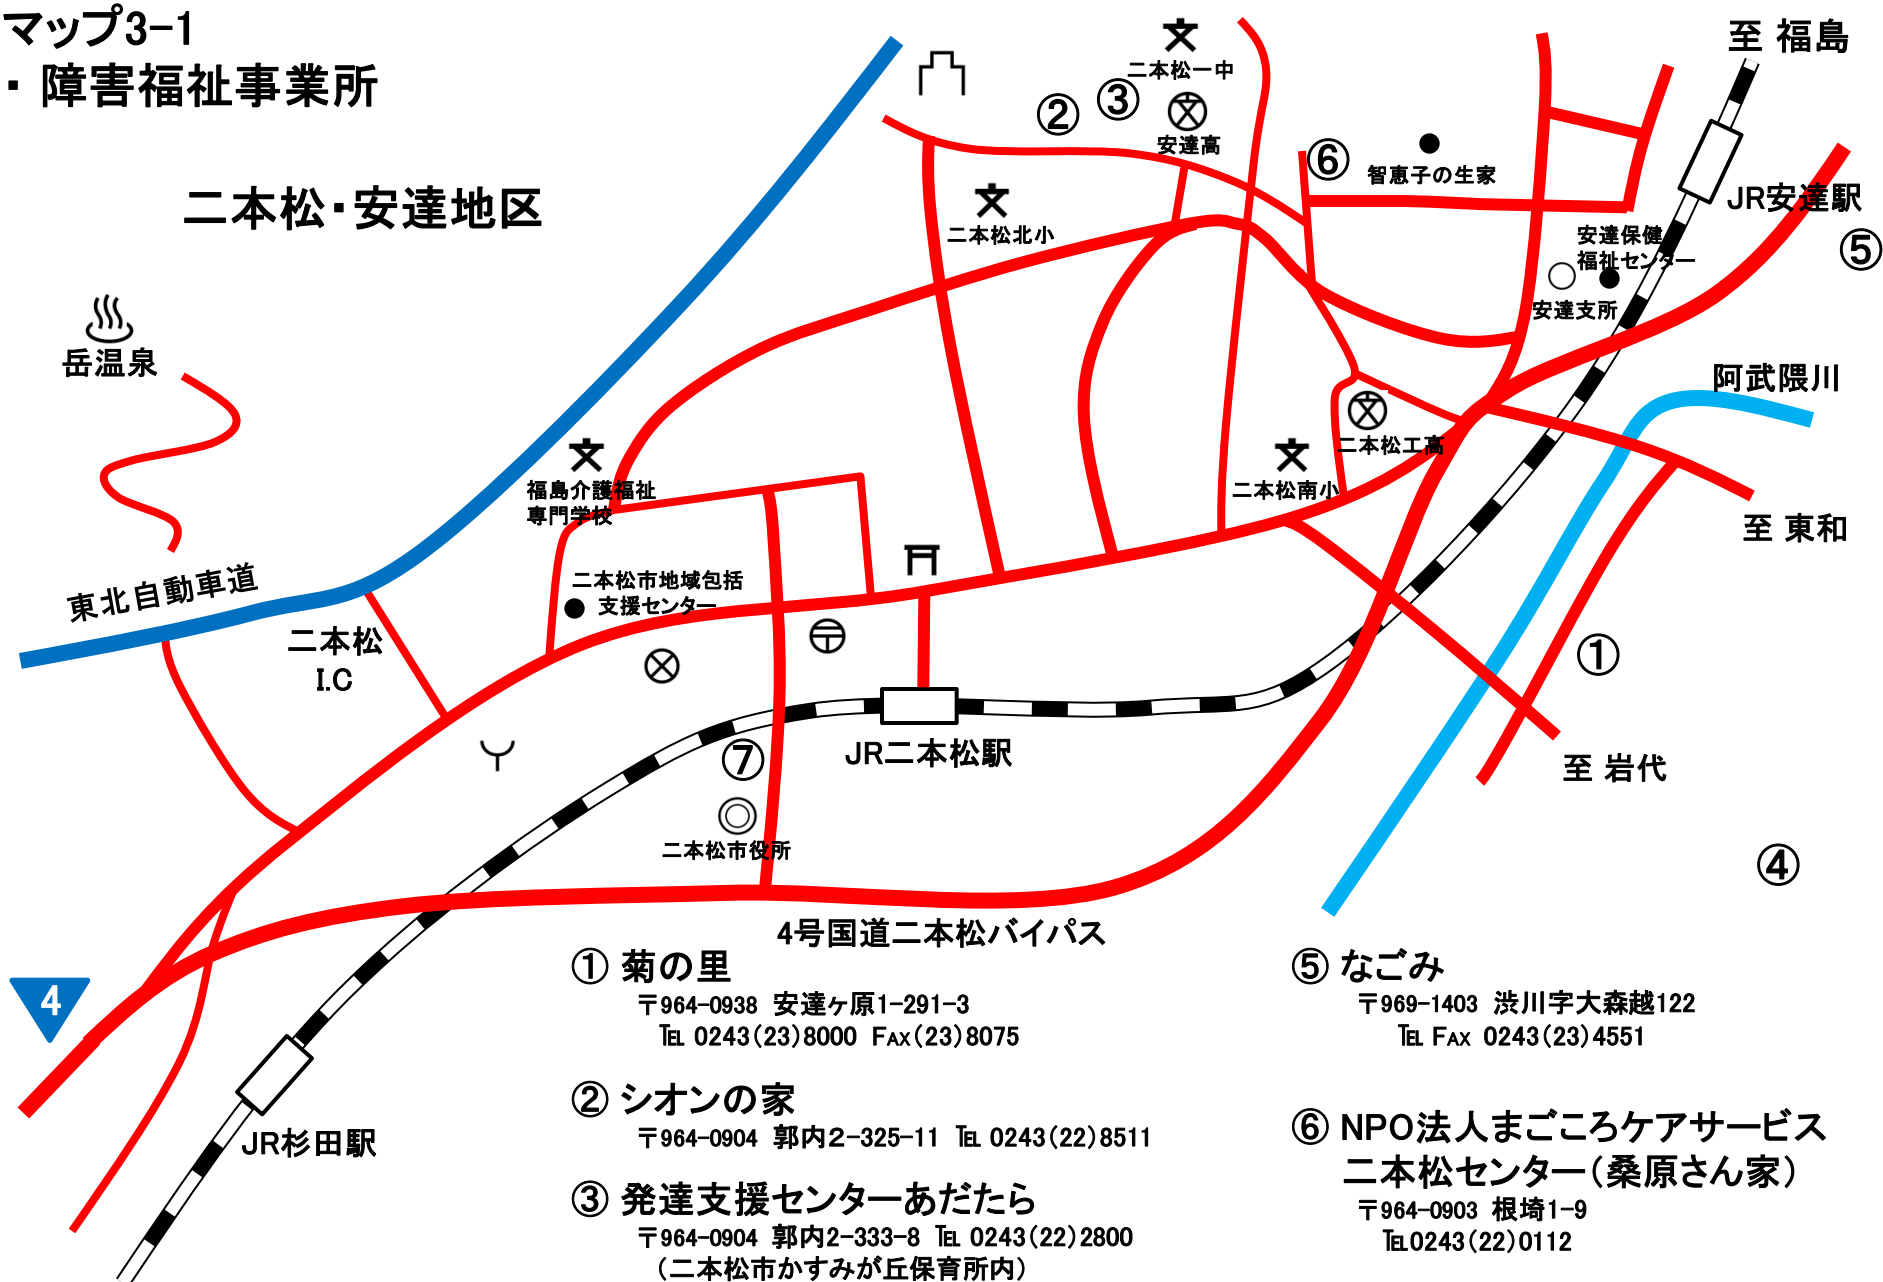 マップ3-1
・障害福祉事業所
二本松・安達地区
至 福島
二本松一中
②
③
安達高
⑥
智恵子の生家
JR安達駅
二本松北小
安達保健
福祉センター
⑤
安達支所
岳温泉
阿武隈川
二本松工高
福島介護福祉
専門学校
二本松南小
至 東和
東北自動車道
二本松市地域包括
支援センター
二本松
I.C
①
JR二本松駅
⑦
至 岩代
二本松市役所
④
4号国道二本松バイパス
4
JR杉田駅
① 菊の里
〒964-0938 安達ヶ原1-291-3
TEL 0243(23)8000 FAX(23)8075
② シオンの家
〒964-0904 郭内2-325-11 TEL 0243(22)8511
③ 発達支援センターあだたら
〒964-0904 郭内2-333-8 TEL 0243(22)2800
(二本松市かすみが丘保育所内)
⑤ なごみ
〒969-1403 渋川字大森越122
TEL FAX 0243(23)4551
⑥ NPO法人まごころケアサービス
二本松センター(桑原さん家)
〒964-0903 根埼1-9
TEL0243(22)0112